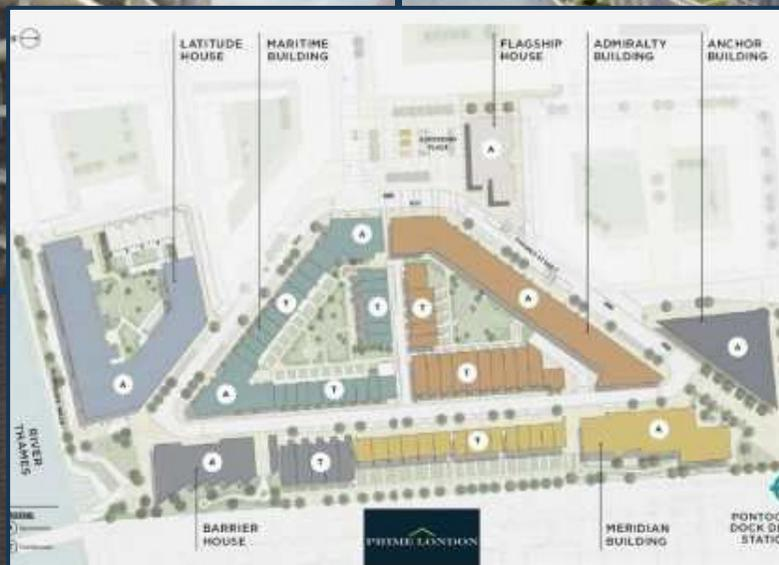 LATITUDE
HOUSE
MARITIME
BUILDING
FLAGSHIP
HOUSE
ADMIRALTY
BUILDING
ANCHOR
BUILDING
A
A
A
T
T
T
A
A
A
T
T
A
A
T
T
A
RIVER
THAMES
BARRIER
HOUSE
PRIME LONDON
MERIDIAN
BUILDING
PONTOO
DOCK D
STATIO